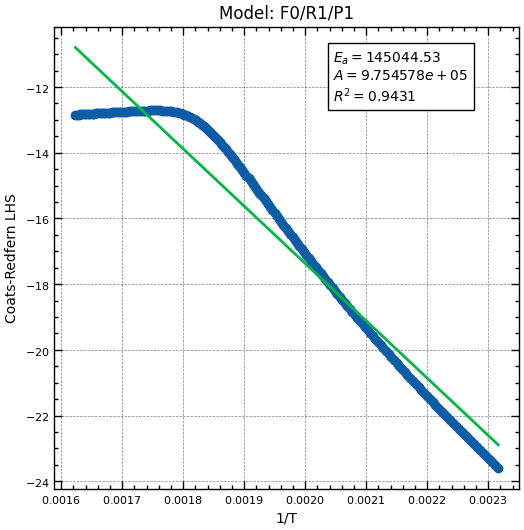 Model: F0/R1/P1
E_a = 145044.53
A = 9.754578e + 05
R^2 = 0.9431
−12
−14
−16
−18
−20
−22
−24
Coats-Redfern LHS
0.0016 0.0017 0.0018 0.0019 0.0020 0.0021 0.0022 0.0023
1/T